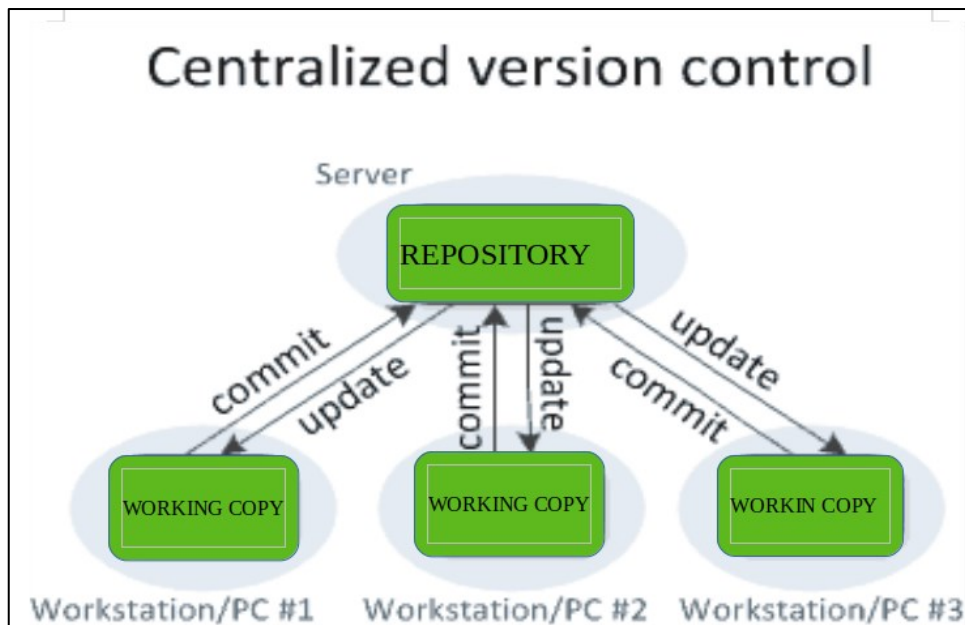 Centralized version control
Server
REPOSITORY
commit
update
commit
update
commit
update
WORKING COPY
WORKING COPY
WORKIN COPY
Workstation/PC #1
Workstation/PC #2
Workstation/PC #3